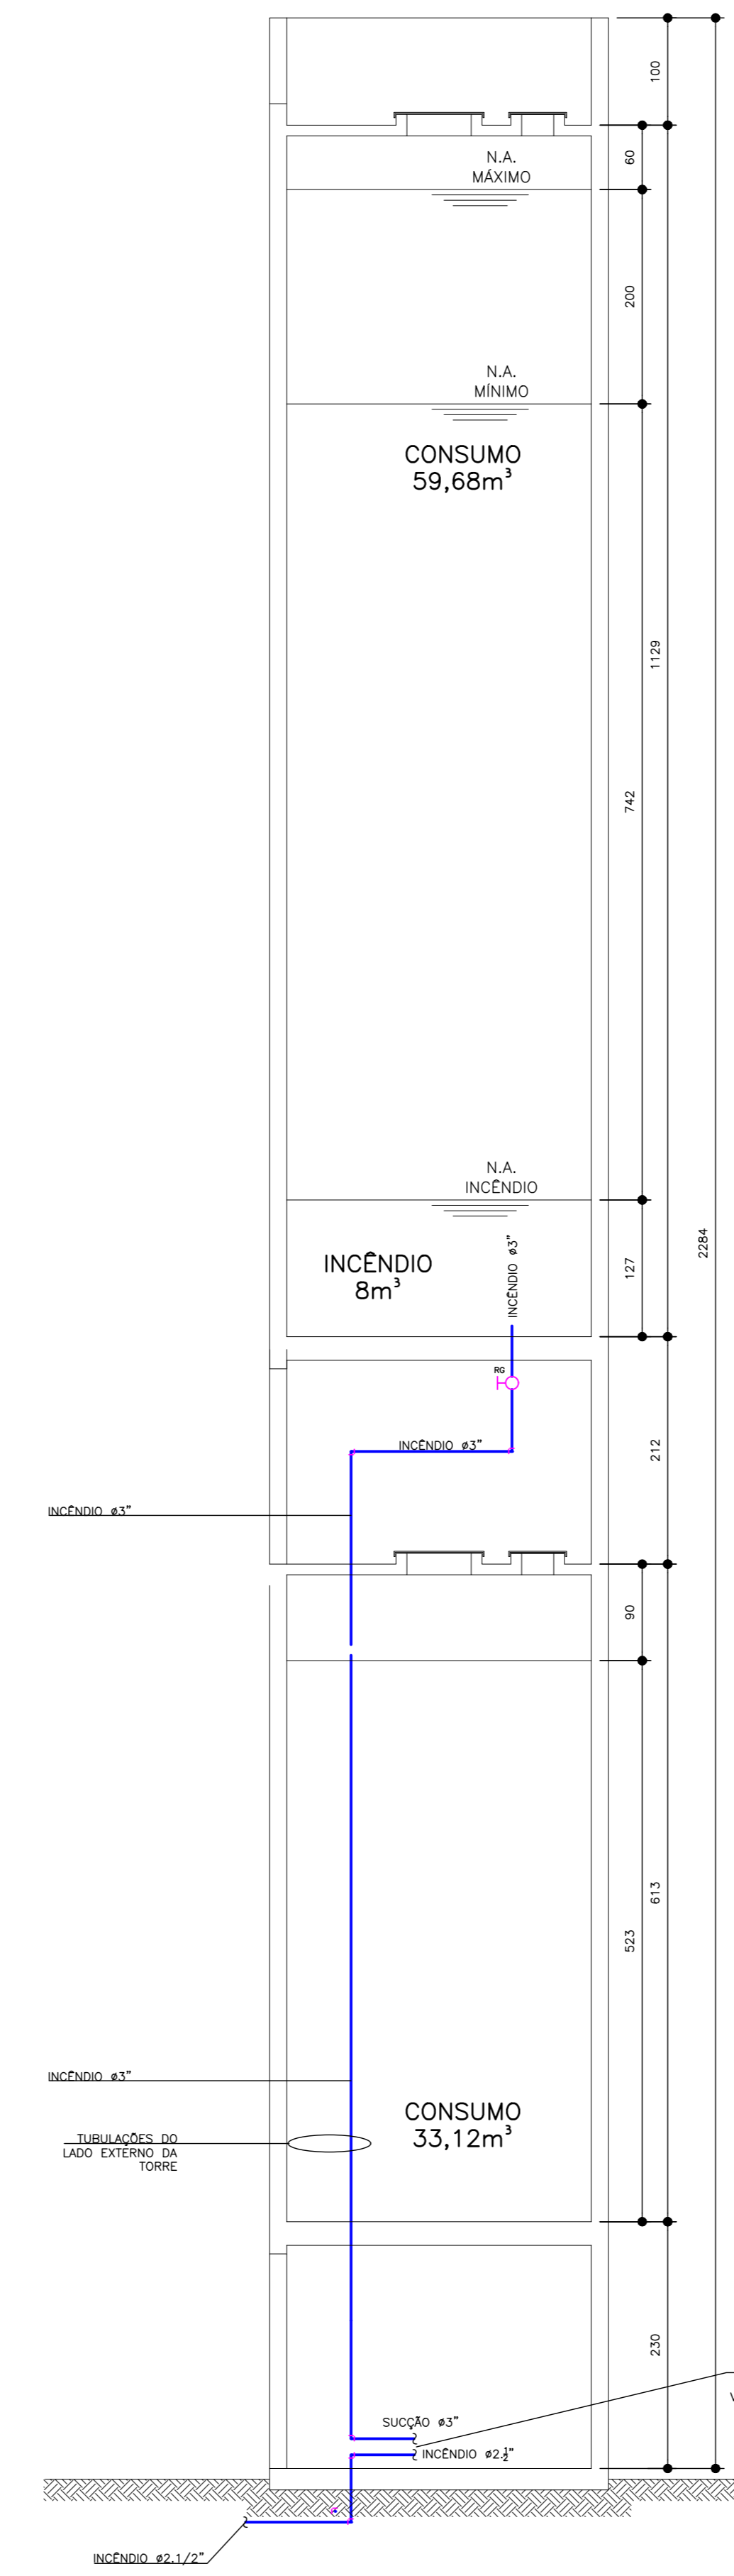 100
60
N.A.
MÁXIMO
200
N.A.
MÍNIMO
CONSUMO
59,68m³
1129
742
N.A.
INCÊNDIO
2284
127
INCÊNDIO
8m³
INCÊNDIO ø3"
RG
INCÊNDIO ø3"
212
INCÊNDIO ø3"
90
613
523
INCÊNDIO ø3"
CONSUMO
33,12m³
TUBULAÇÕES DO
LADO EXTERNO DA
TORRE
230
SUCÇÃO ø3"
INCÊNDIO ø2.½"
INCÊNDIO ø2.1/2"